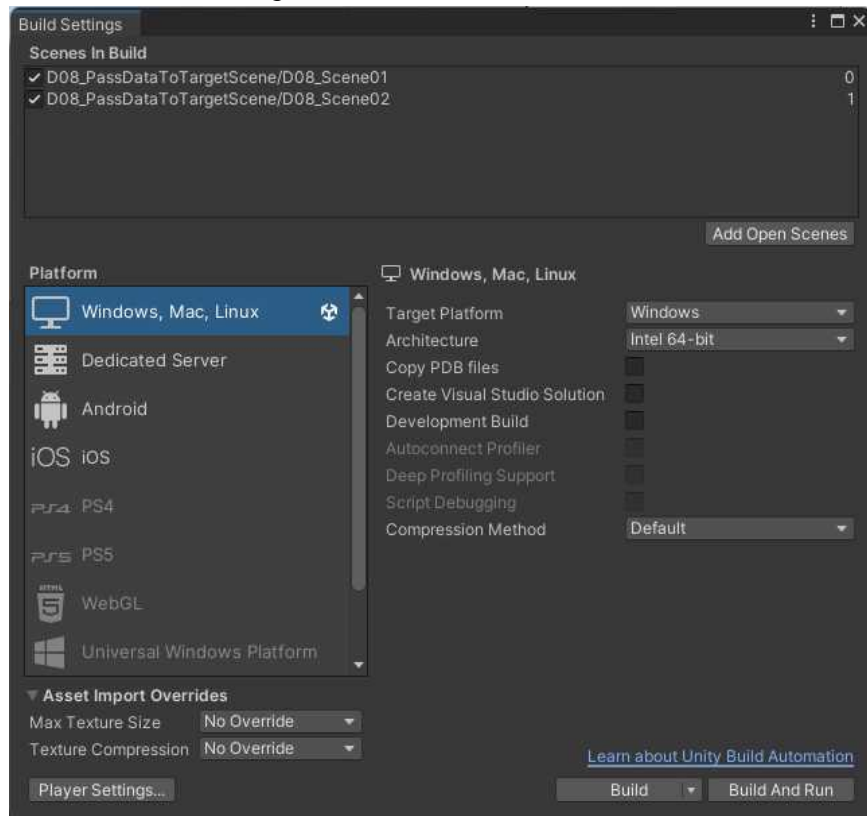 Build Settings
Scenes In Build
D08_PassDataToTargetScene/D08_Scene01 0
D08_PassDataToTargetScene/D08_Scene02 1
Add Open Scenes
Platform
Windows, Mac, Linux
Dedicated Server
Android
iOS iOS
PS4 PS4
PS5 PS5
HTML 5 WebGL
Universal Windows Platform
Windows, Mac, Linux
Target Platform Windows
Architecture Intel 64-bit
Copy PDB files
Create Visual Studio Solution
Development Build
Autoconnect Profiler
Deep Profiling Support
Script Debugging
Compression Method Default
Asset Import Overrides
Max Texture Size No Override
Texture Compression No Override
Learn about Unity Build Automation
Player Settings...
Build
Build And Run